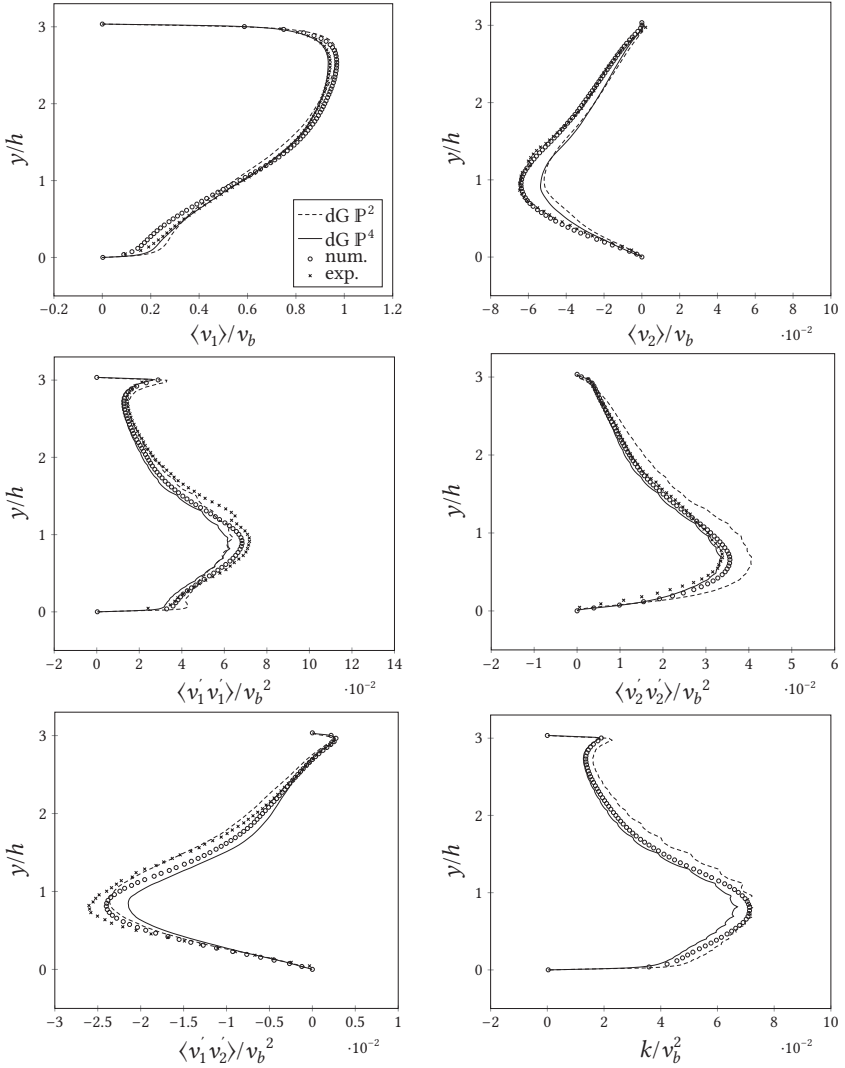 3
2
1
0
y/h
dG ℙ²
dG ℙ⁴
num.
exp.
−0.2 0 0.2 0.4 0.6 0.8 1 1.2
⟨v₁⟩/v_b
3
2
1
0
y/h
−8 −6 −4 −2 0 2 4 6 8 10
⟨v₂⟩/v_b
·10⁻²
3
2
1
0
y/h
−2 0 2 4 6 8 10 12 14
⟨v₁′v₁′⟩/v_b²
·10⁻²
3
2
1
0
y/h
−2 −1 0 1 2 3 4 5 6
⟨v₂′v₂′⟩/v_b²
·10⁻²
3
2
1
0
y/h
−3 −2.5 −2 −1.5 −1 −0.5 0 0.5 1
⟨v₁′v₂′⟩/v_b²
·10⁻²
3
2
1
0
y/h
−2 0 2 4 6 8 10
k/v_b²
·10⁻²